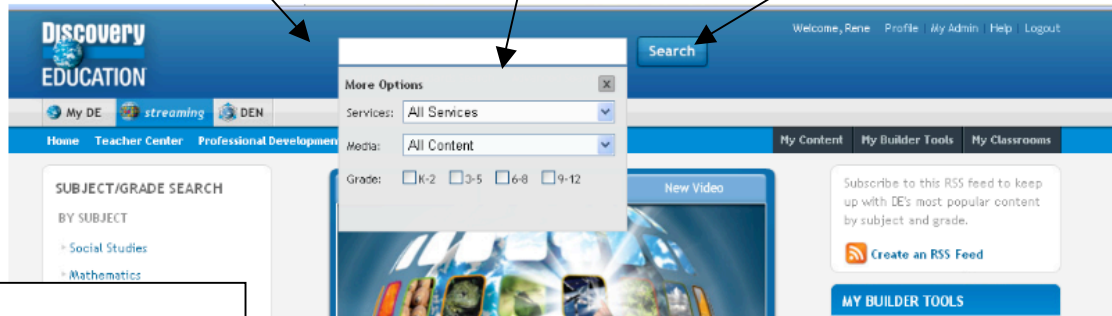 Discovery
EDUCATION
Welcome, Rene Profile My Admin Help Logout
Search
More Options
x
Services: All Services
Media: All Content
Grade: K-2 3-5 6-8 9-12
My DE streaming DEN
Home Teacher Center Professional Developmen
My Content My Builder Tools My Classrooms
SUBJECT/GRADE SEARCH
BY SUBJECT
Social Studies
Mathematics
New Video
Subscribe to this RSS feed to keep
up with DE's most popular content
by subject and grade.
Create an RSS Feed
MY BUILDER TOOLS